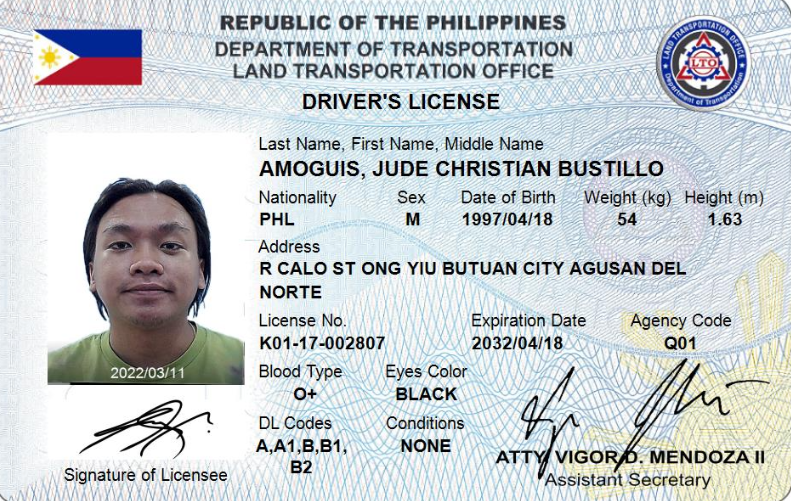 REPUBLIC OF THE PHILIPPINES
DEPARTMENT OF TRANSPORTATION
LAND TRANSPORTATION OFFICE
LAND TRANSPORTATION OFFICE
LTO
Department of Transportation
DRIVER'S LICENSE
Last Name, First Name, Middle Name
AMOGUIS, JUDE CHRISTIAN BUSTILLO
Nationality Sex Date of Birth Weight (kg) Height (m)
PHL M 1997/04/18 54 1.63
Address
R CALO ST ONG YIU BUTUAN CITY AGUSAN DEL
NORTE
License No. Expiration Date Agency Code
K01-17-002807 2032/04/18 Q01
2022/03/11
Blood Type Eyes Color
O+ BLACK
DL Codes Conditions
A,A1,B,B1, NONE
B2
Signature of Licensee
ATTY VIGOR D. MENDOZA II
Assistant Secretary